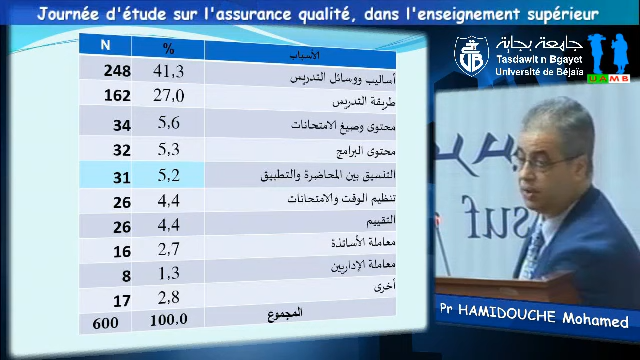 Journée d'étude sur l'assurance qualité, dans l'enseignement supérieur
جامعة بجاية
Tasdawit n Bgayet
Université de Béjaïa
UAMB
N % الأسباب
248 41,3 أساليب ووسائل التدريس
162 27,0 طريقة التدريس
34 5,6 محتوى وصيغ الامتحانات
32 5,3 محتوى البرامج
31 5,2 التنسيق بين المحاضرة والتطبيق
26 4,4 تنظيم الوقت والامتحانات
26 4,4 التقييم
16 2,7 معاملة الأساتذة
8 1,3 معاملة الإداريين
17 2,8 أخرى
600 100.0 المجموع
Pr HAMIDOUCHE Mohamed